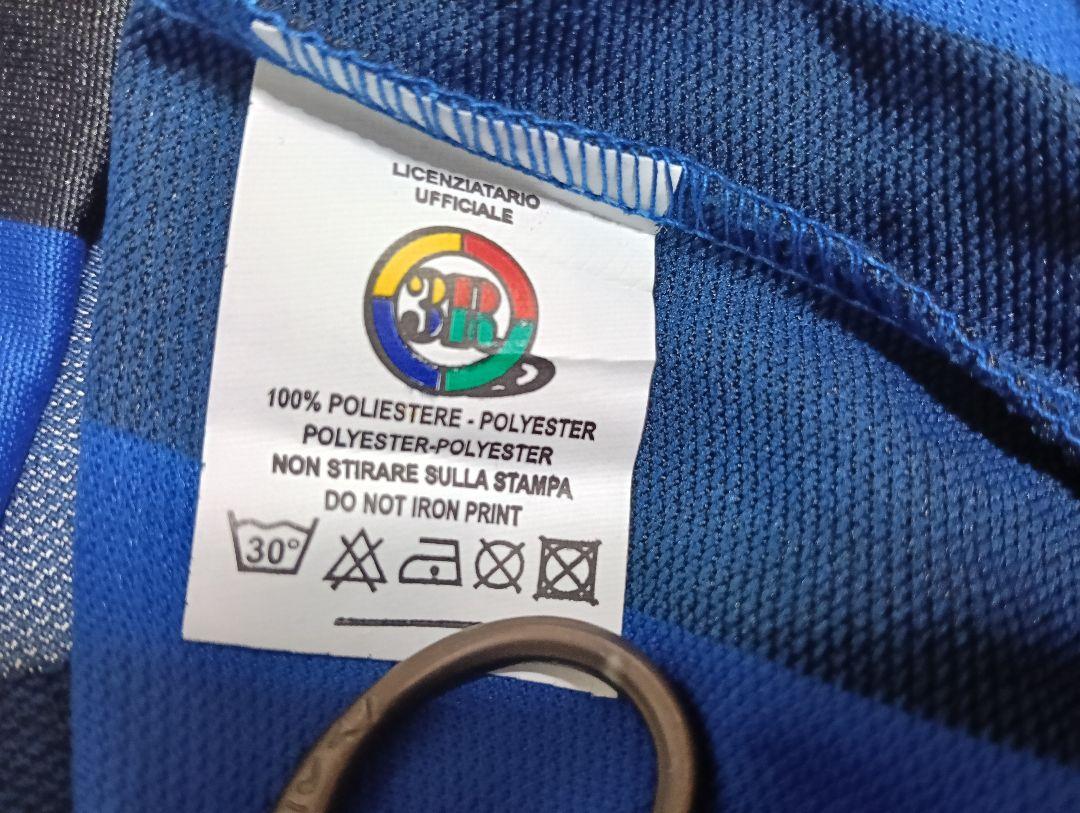 LICENZIATARIO
UFFICIALE
3R
100% POLIESTERE - POLYESTER
POLYESTER-POLYESTER
NON STIRARE SULLA STAMPA
DO NOT IRON PRINT
30°